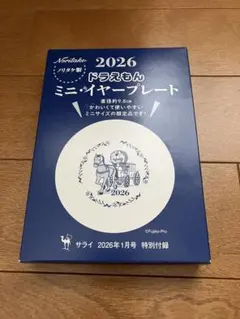 Noritake
ノリタケ製
2026
ドラえもん
ミニ・イヤープレート
直径約9.8cm
かわいくて使いやすい
ミニサイズの限定品です!
2026
©Fujiko-Pro
サライ 2026年1月号 特別付録